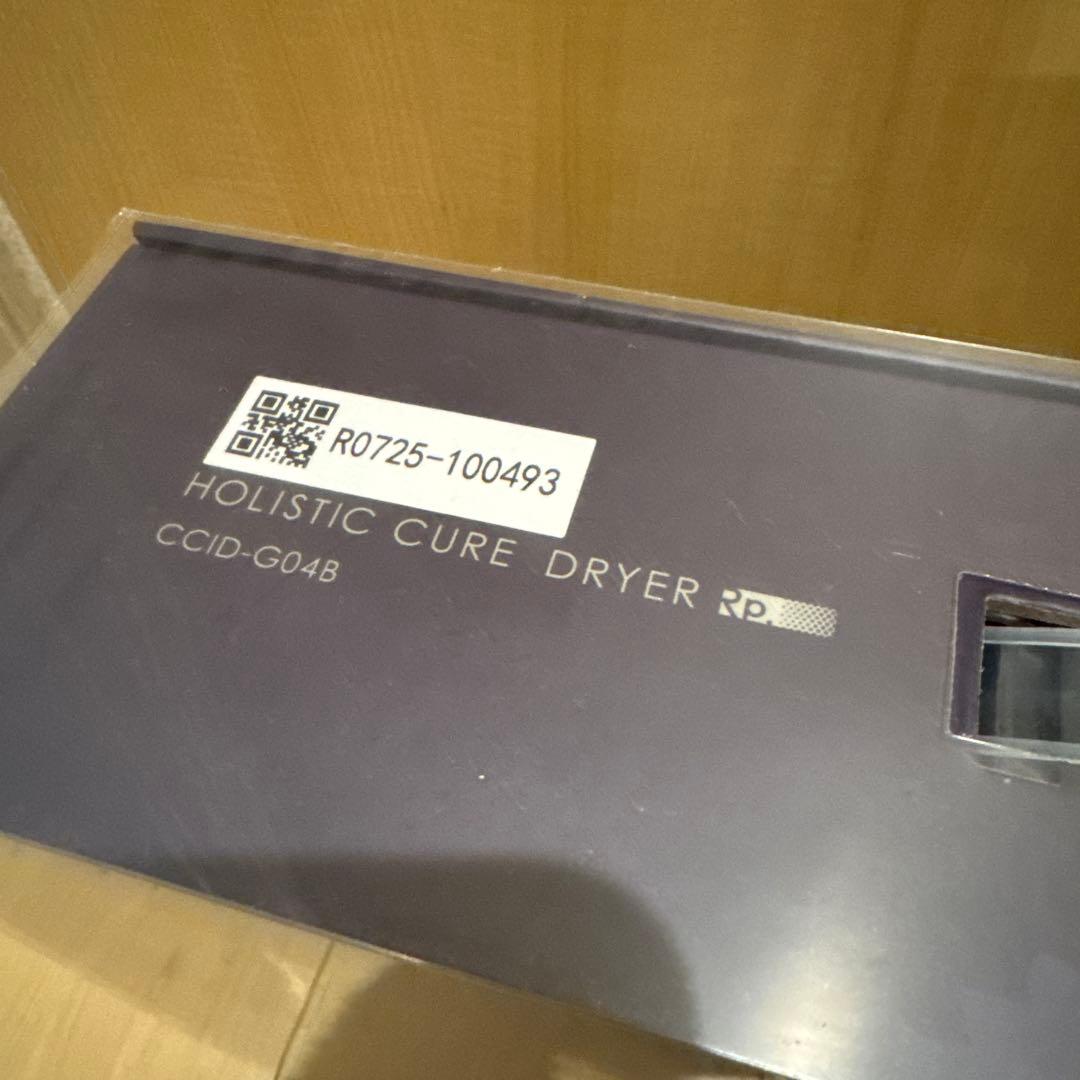 R0725-100493
HOLISTIC CURE DRYER Rp.
CCID-G04B